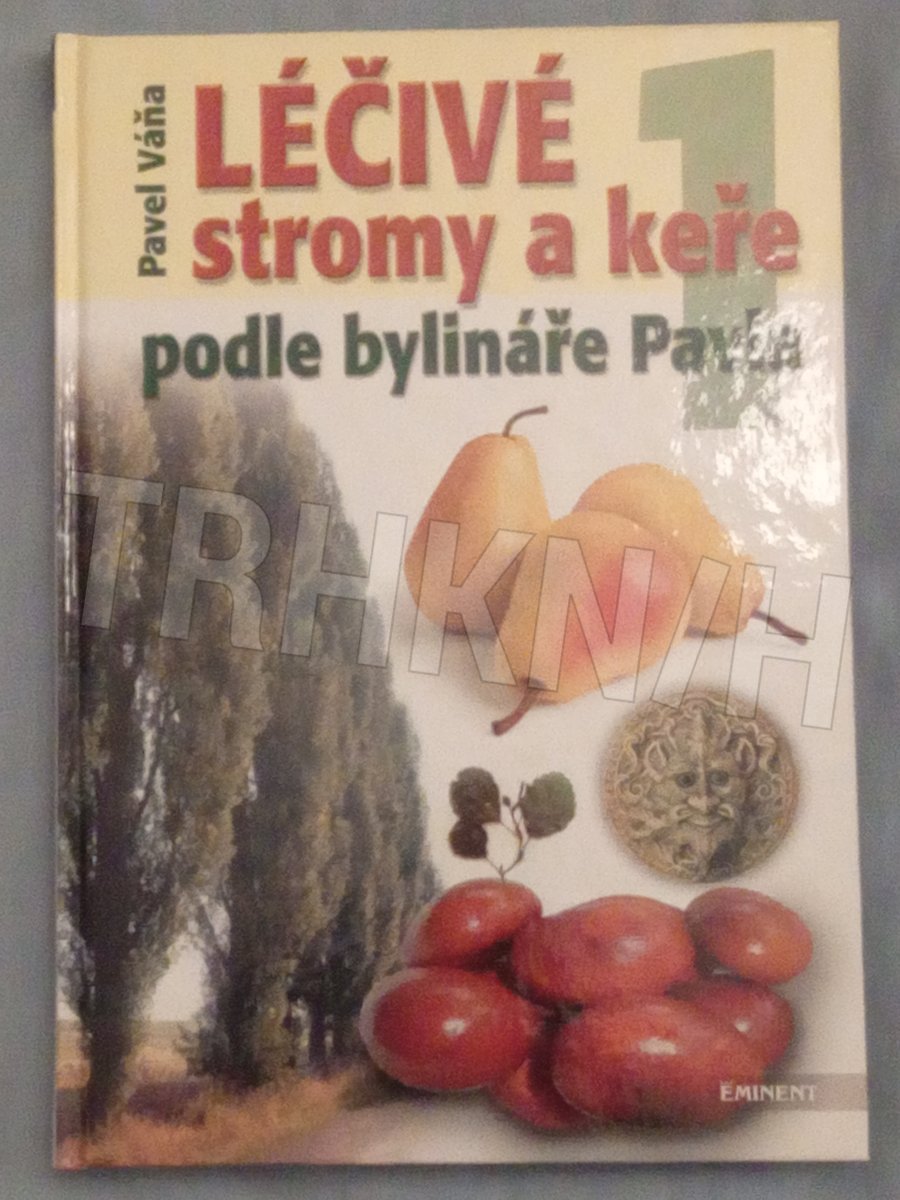 Pavel Váňa
LÉČIVÉ
stromy a keře
1
podle bylináře Pavla
TRHKNIH
EMINENT